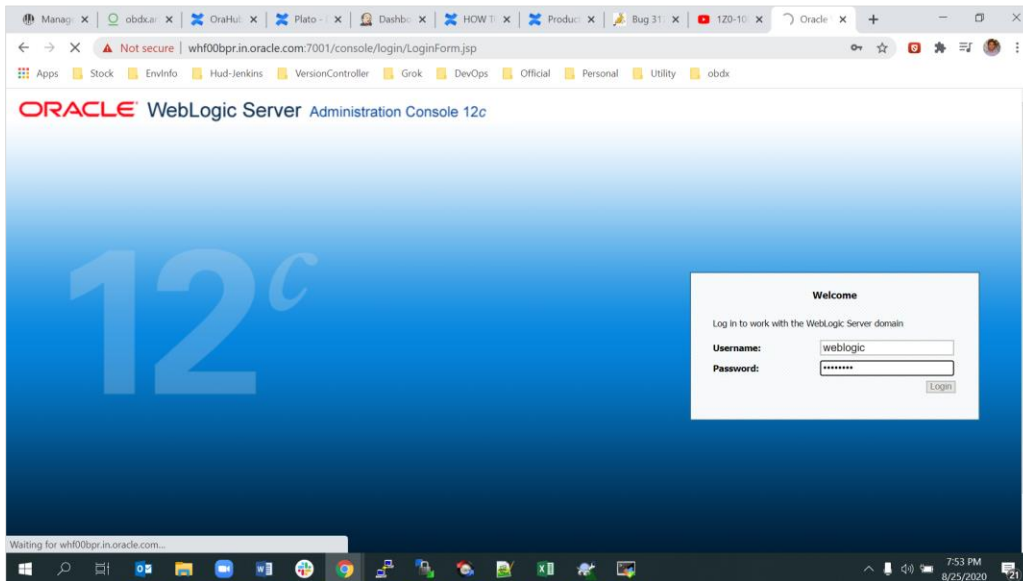 Manag
obdx.ar
OraHub
Plato -
Dashbo
HOW T
Produc
Bug 31
1Z0-10
Oracle
Not secure | whf00bpr.in.oracle.com:7001/console/login/LoginForm.jsp
Apps Stock EnvInfo Hud-Jenkins VersionController Grok DevOps Official Personal Utility obdx
ORACLE WebLogic Server Administration Console 12c
12c
Welcome
Log in to work with the WebLogic Server domain
Username: weblogic
Password: ••••••••
Login
Waiting for whf00bpr.in.oracle.com...
7:53 PM
8/25/2020
21